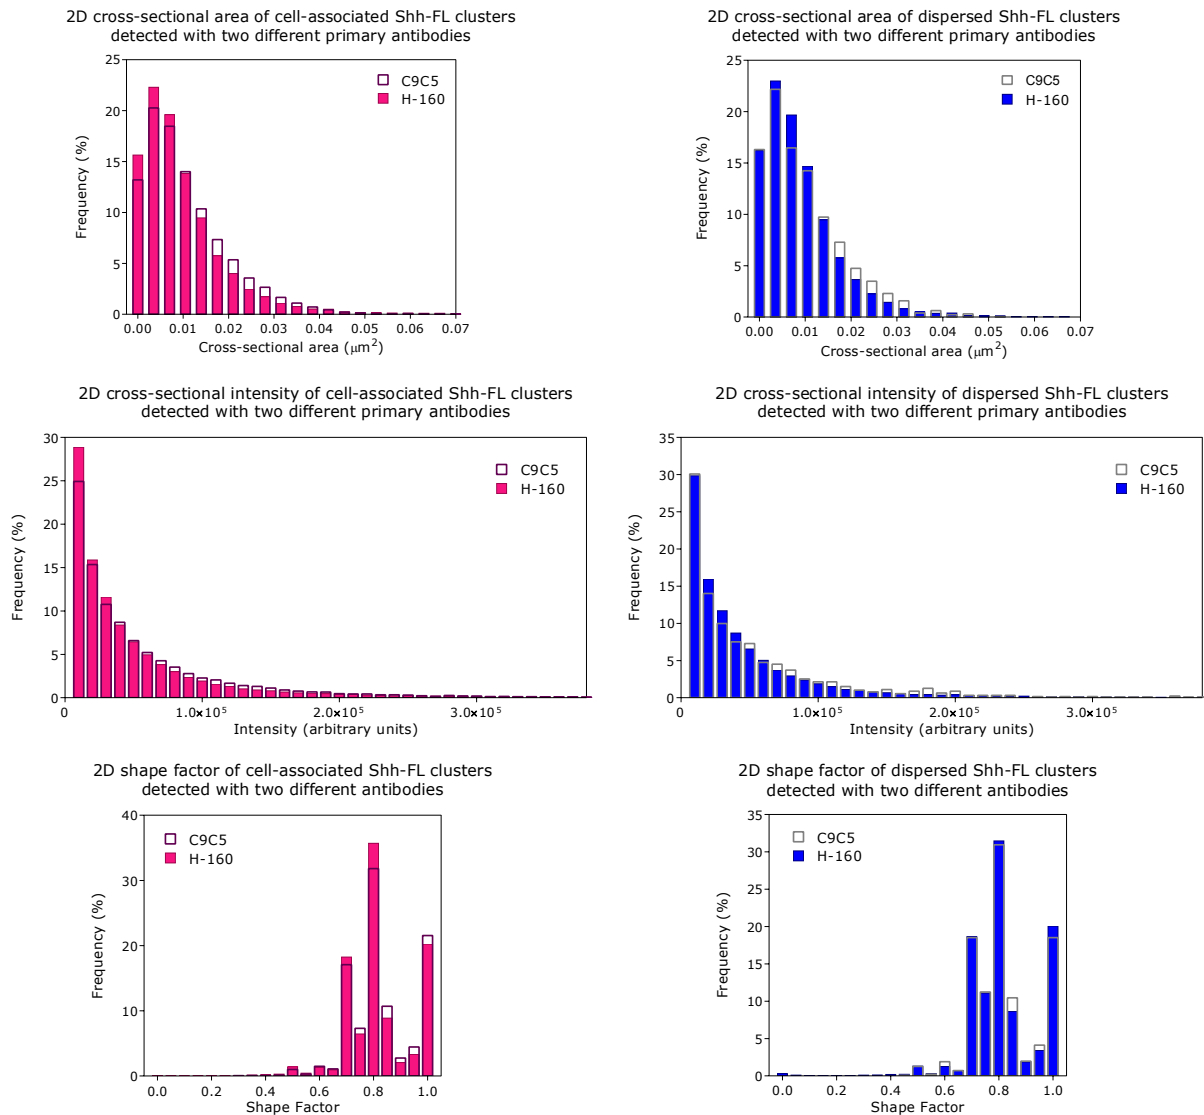 2D cross-sectional area of cell-associated Shh-FL clusters
detected with two different primary antibodies
25
20
15
10
5
0
Frequency (%)
C9C5
H-160
0.00 0.01 0.02 0.03 0.04 0.05 0.06 0.07
Cross-sectional area (μm²)
2D cross-sectional area of dispersed Shh-FL clusters
detected with two different primary antibodies
25
20
15
10
5
0
Frequency (%)
C9C5
H-160
0.00 0.01 0.02 0.03 0.04 0.05 0.06 0.07
Cross-sectional area (μm²)
2D cross-sectional intensity of cell-associated Shh-FL clusters
detected with two different primary antibodies
30
25
20
15
10
5
0
Frequency (%)
C9C5
H-160
0 1.0×10⁵ 2.0×10⁵ 3.0×10⁵
Intensity (arbitrary units)
2D cross-sectional intensity of dispersed Shh-FL clusters
detected with two different primary antibodies
35
30
25
20
15
10
5
0
Frequency (%)
C9C5
H-160
0 1.0×10⁵ 2.0×10⁵ 3.0×10⁵
Intensity (arbitrary units)
2D shape factor of cell-associated Shh-FL clusters
detected with two different antibodies
40
30
20
10
0
Frequency (%)
C9C5
H-160
0.0 0.2 0.4 0.6 0.8 1.0
Shape Factor
2D shape factor of dispersed Shh-FL clusters
detected with two different antibodies
35
30
25
20
15
10
5
0
Frequency (%)
C9C5
H-160
0.0 0.2 0.4 0.6 0.8 1.0
Shape Factor